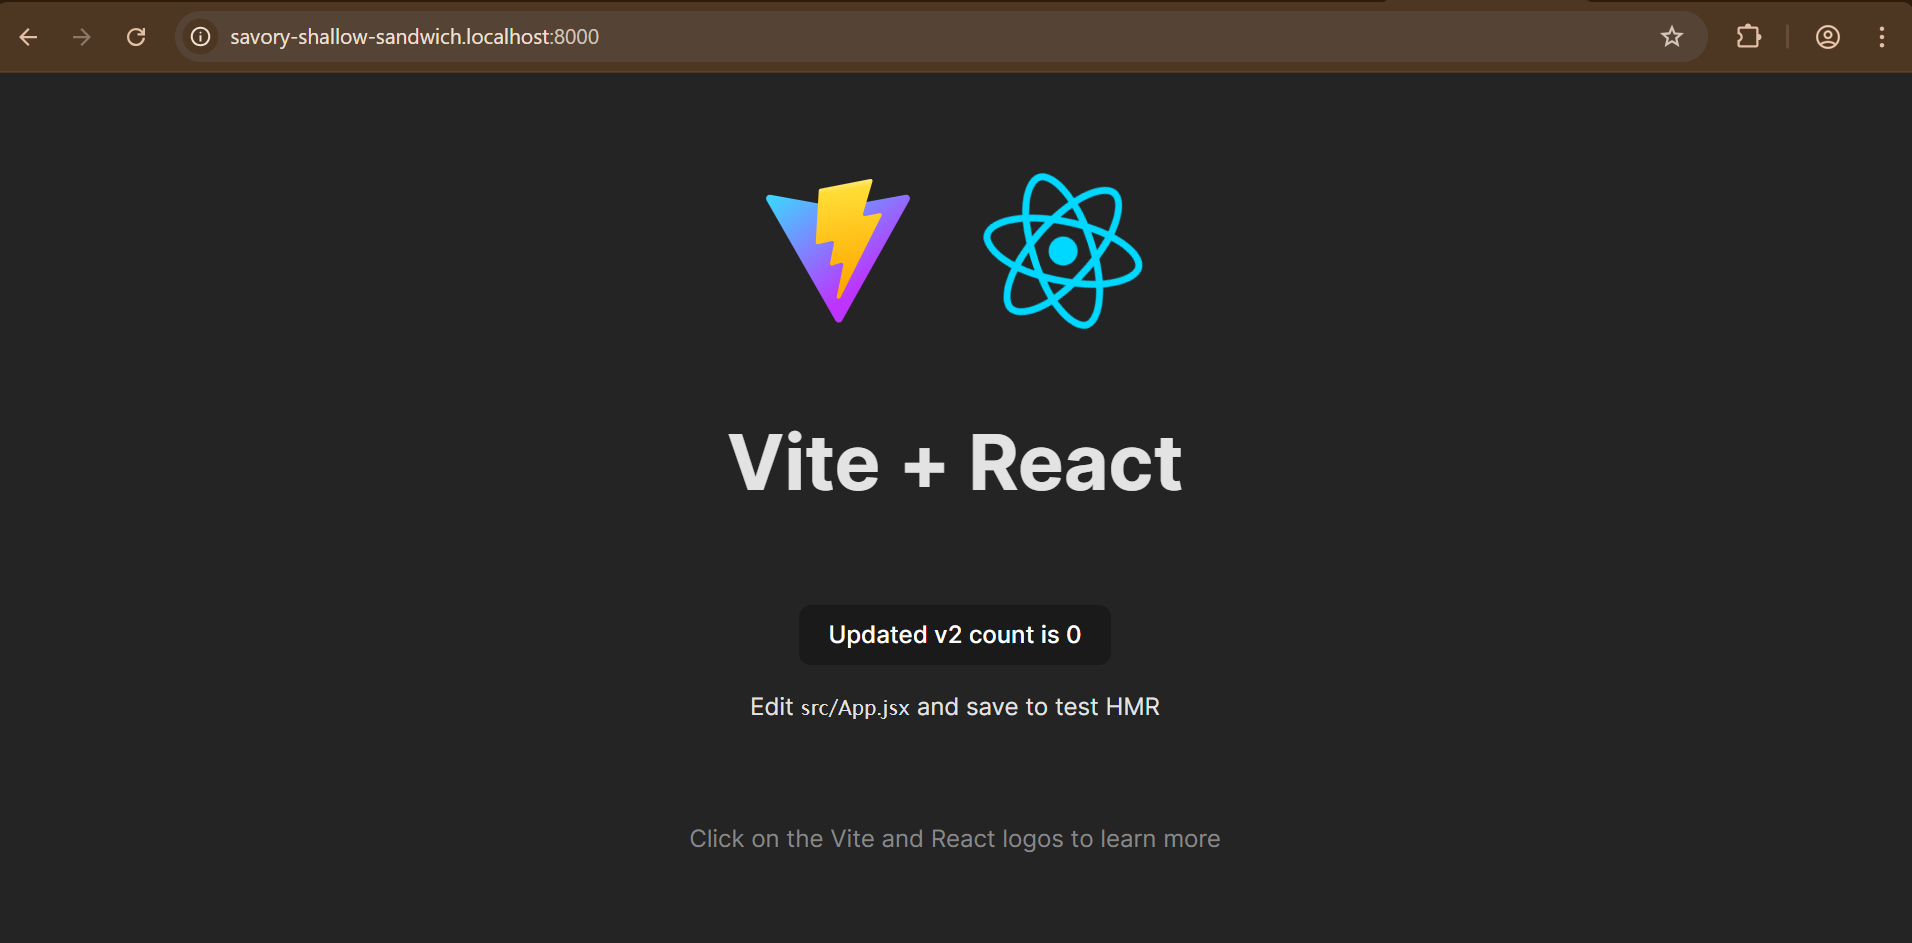 savory-shallow-sandwich.localhost:8000
Vite + React
Updated v2 count is 0
Edit src/App.jsx and save to test HMR
Click on the Vite and React logos to learn more